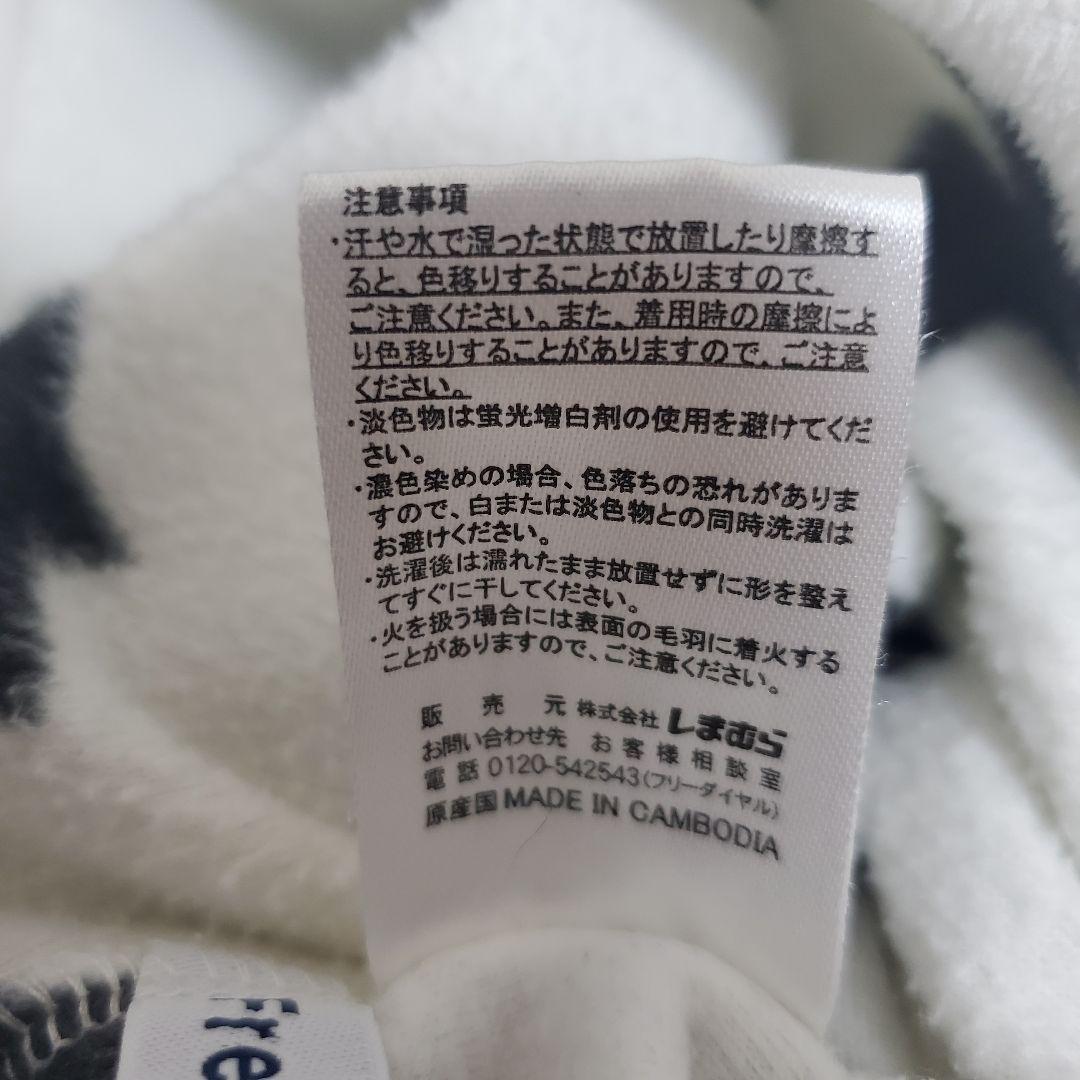 注意事項
・汗や水で湿った状態で放置したり摩擦す
ると、色移りすることがありますので、
ご注意ください。また、着用時の摩擦によ
り色移りすることがありますので、ご注意
ください。
・淡色物は蛍光増白剤の使用を避けてくだ
さい。
・濃色染めの場合、色落ちの恐れがありま
すので、白または淡色物との同時洗濯は
お避けください。
・洗濯後は濡れたまま放置せずに形を整え
てすぐに干してください。
・火を扱う場合には表面の毛羽に着火する
ことがありますので、ご注意ください。
販売元 株式会社 しまむら
お問い合わせ先 お客様相談室
電話 0120-542543(フリーダイヤル)
原産国 MADE IN CAMBODIA
Fre